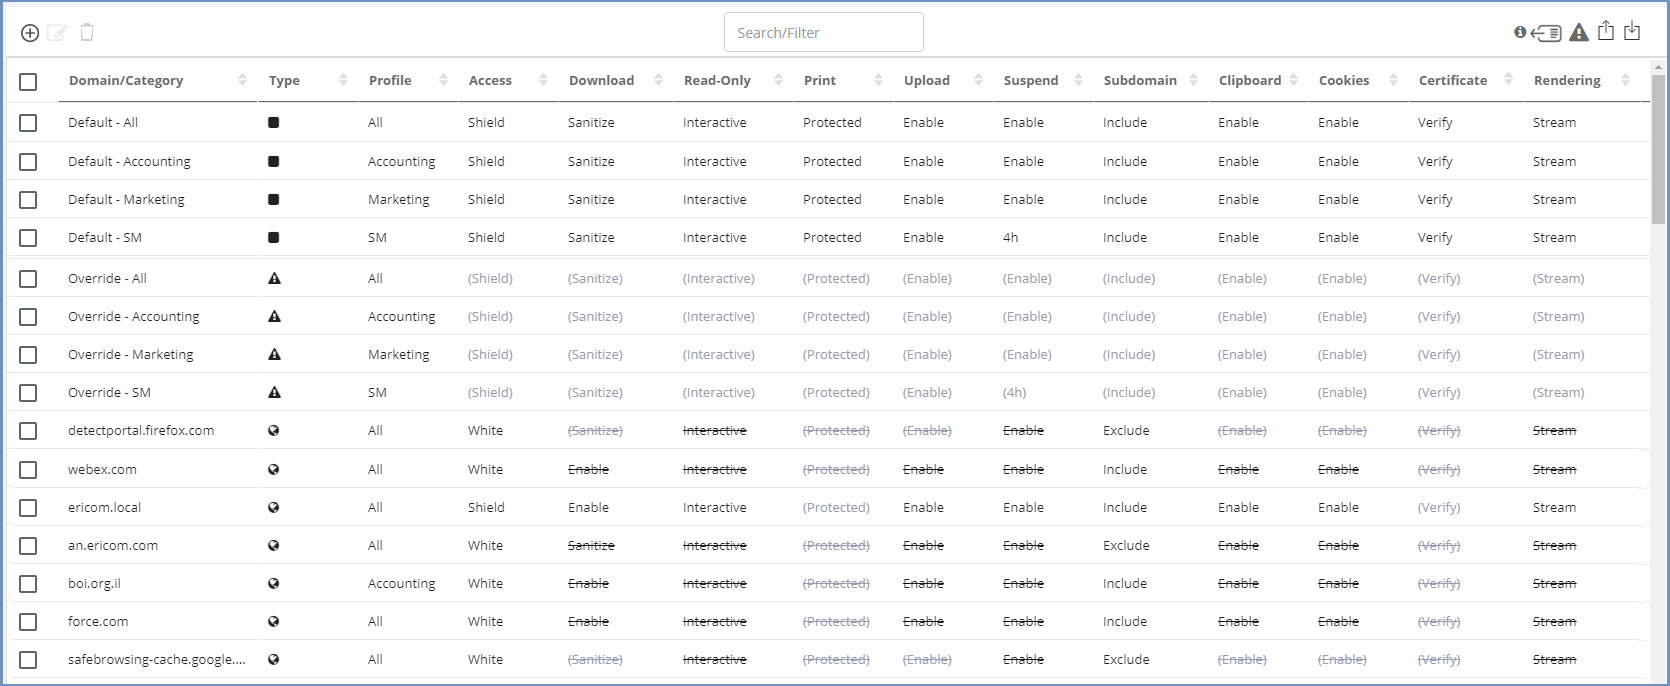 Search/Filter
Domain/Category Type Profile Access Download Read-Only Print Upload Suspend Subdomain Clipboard Cookies Certificate Rendering
Default - All All Shield Sanitize Interactive Protected Enable Enable Include Enable Enable Verify Stream
Default - Accounting Accounting Shield Sanitize Interactive Protected Enable Enable Include Enable Enable Verify Stream
Default - Marketing Marketing Shield Sanitize Interactive Protected Enable Enable Include Enable Enable Verify Stream
Default - SM SM Shield Sanitize Interactive Protected Enable 4h Include Enable Enable Verify Stream
Override - All All (Shield) (Sanitize) (Interactive) (Protected) (Enable) (Enable) (Include) (Enable) (Enable) (Verify) (Stream)
Override - Accounting Accounting (Shield) (Sanitize) (Interactive) (Protected) (Enable) (Enable) (Include) (Enable) (Enable) (Verify) (Stream)
Override - Marketing Marketing (Shield) (Sanitize) (Interactive) (Protected) (Enable) (Enable) (Include) (Enable) (Enable) (Verify) (Stream)
Override - SM SM (Shield) (Sanitize) (Interactive) (Protected) (Enable) (4h) (Include) (Enable) (Enable) (Verify) (Stream)
detectportal.firefox.com All White (Sanitize) Interactive (Protected) (Enable) Enable Exclude (Enable) (Enable) (Verify) Stream
webex.com All White Enable Interactive (Protected) Enable Enable Include Enable Enable (Verify) Stream
ericom.local All Shield Enable Interactive (Protected) Enable Enable Include Enable Enable (Verify) Stream
an.ericom.com All White Sanitize Interactive (Protected) Enable Enable Exclude Enable Enable (Verify) Stream
boi.org.il Accounting White Enable Interactive (Protected) Enable Enable Include Enable Enable (Verify) Stream
force.com All White Enable Interactive (Protected) Enable Enable Include Enable Enable (Verify) Stream
safebrowsing-cache.google.... All White (Sanitize) Interactive (Protected) (Enable) Enable Exclude (Enable) (Enable) (Verify) Stream